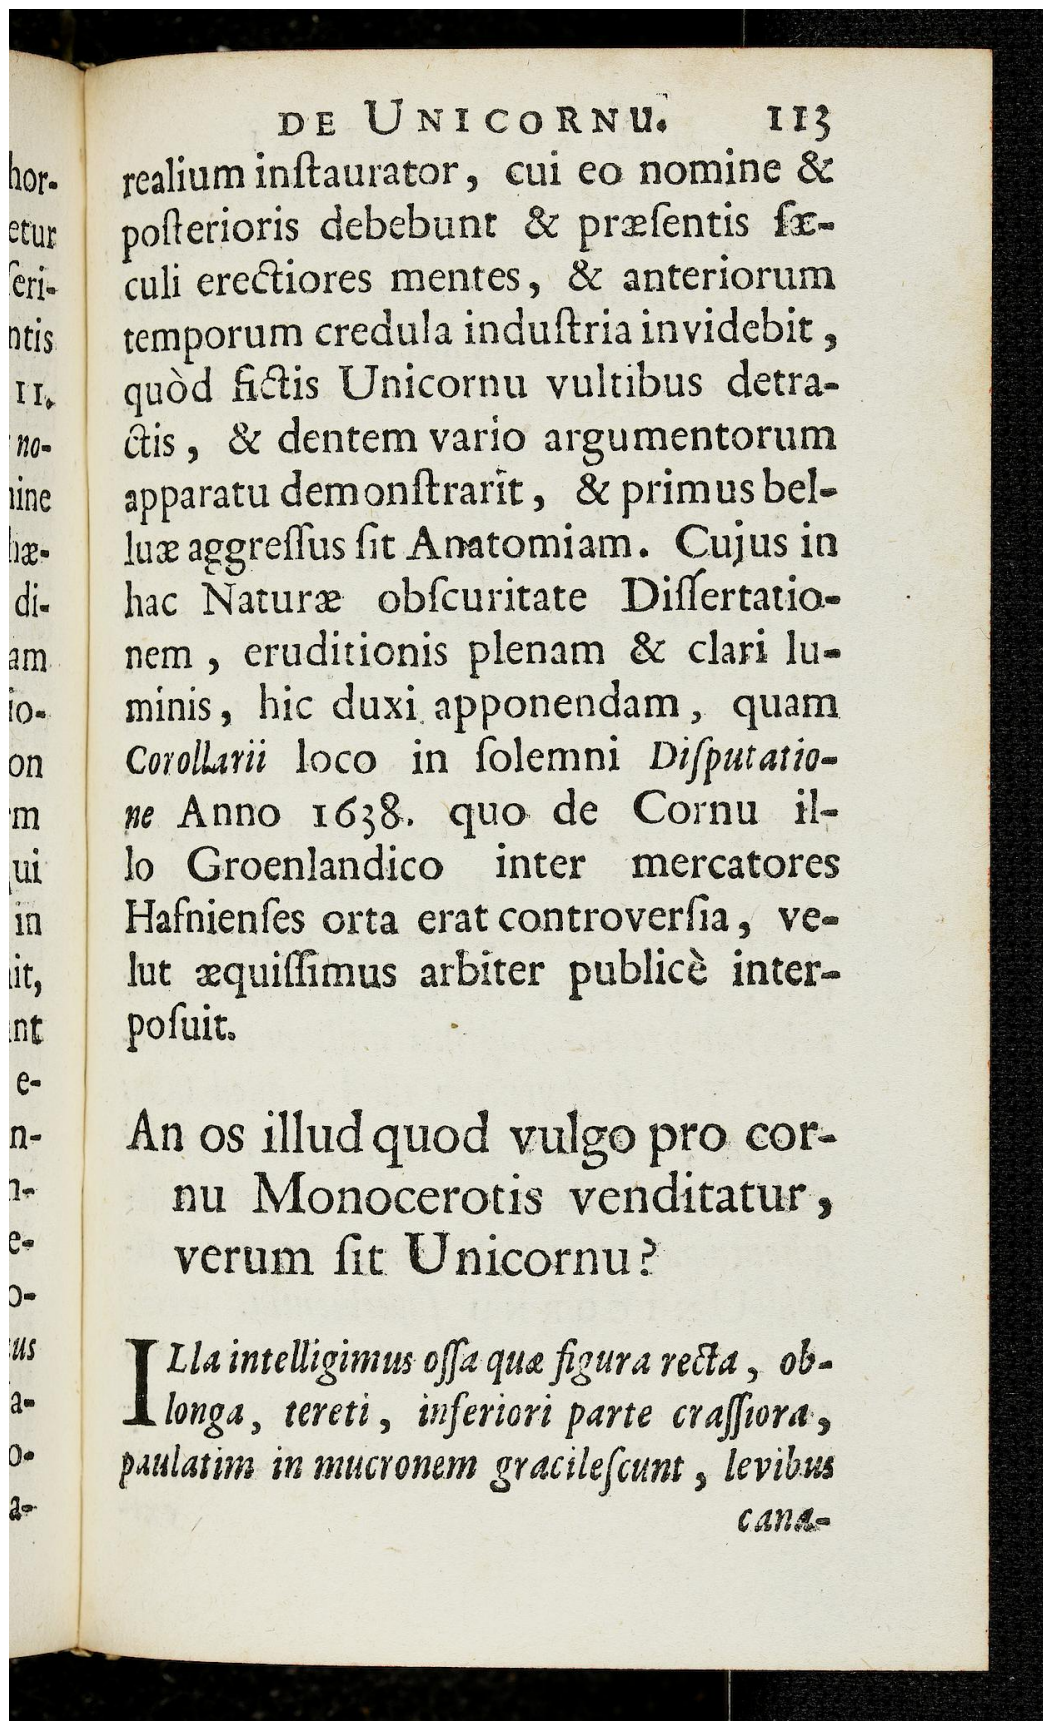 DE UNICORNU. 113
realium inſtaurator, cui eo nomine &
poſterioris debebunt & præſentis ſæ-
culi erectiores mentes, & anteriorum
temporum credula induſtria invidebit,
quòd fictis Unicornu vultibus detra-
ctis, & dentem vario argumentorum
apparatu demonſtrarit, & primus bel-
luæ aggreſſus ſit Anatomiam. Cujus in
hac Naturæ obſcuritate Diſſertatio-
nem, eruditionis plenam & clari lu-
minis, hic duxi apponendam, quam
Corollarii loco in ſolemni Diſputatio-
ne Anno 1638. quo de Cornu il-
lo Groenlandico inter mercatores
Hafnienſes orta erat controverſia, ve-
lut æquiſſimus arbiter publicè inter-
poſuit.
An os illud quod vulgo pro cor-
nu Monocerotis venditatur,
verum ſit Unicornu?
ILla intelligimus oſſa quæ figura recta, ob-
longa, tereti, inferiori parte craſſiora,
paulatim in mucronem gracileſcunt, levibus
cana-